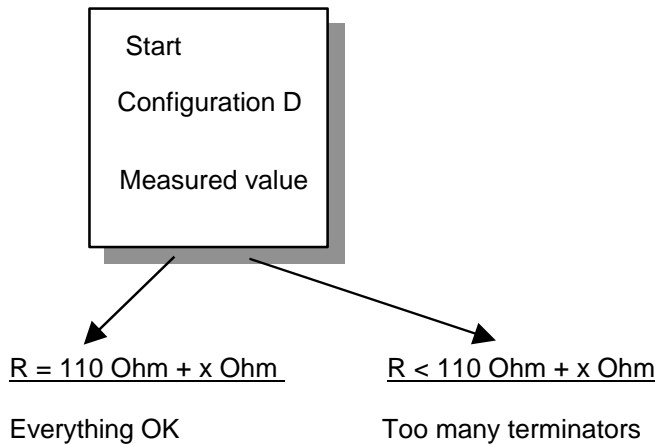 Start
Configuration D
Measured value
R = 110 Ohm + x Ohm
R < 110 Ohm + x Ohm
Everything OK
Too many terminators